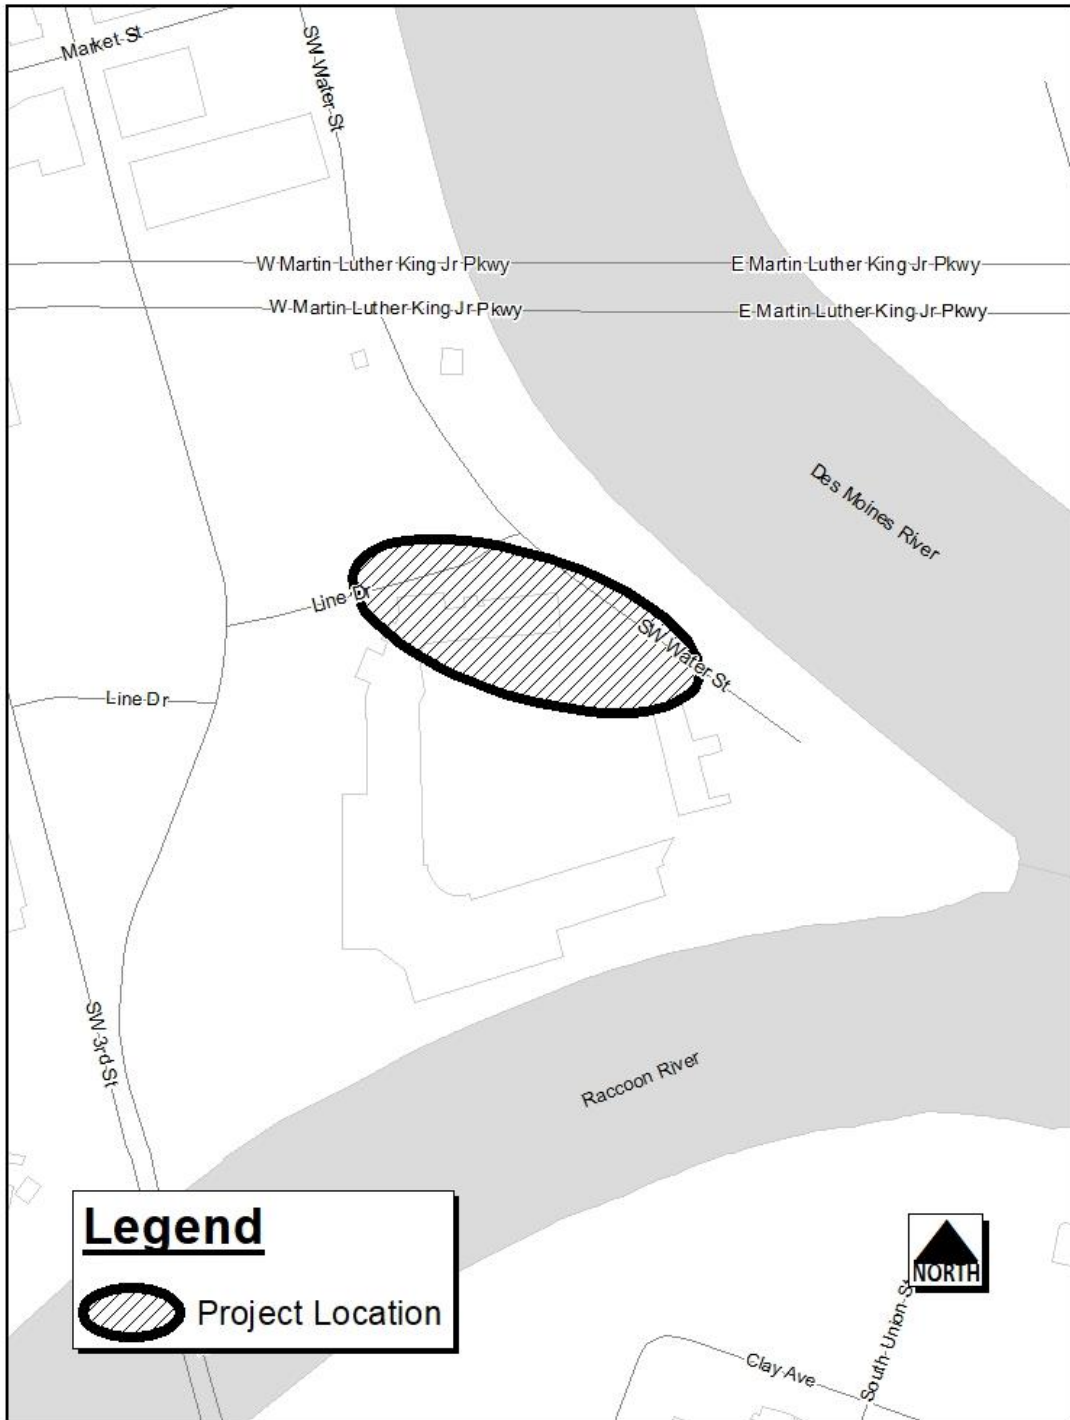 Market St
SW Water St
W Martin Luther King Jr Pkwy
E Martin Luther King Jr Pkwy
W Martin Luther King Jr Pkwy
E Martin Luther King Jr Pkwy
Des Moines River
Line Dr
SW Water St
Line Dr
SW 3rd St
Raccoon River
Legend
Project Location
NORTH
South Union St
Clay Ave